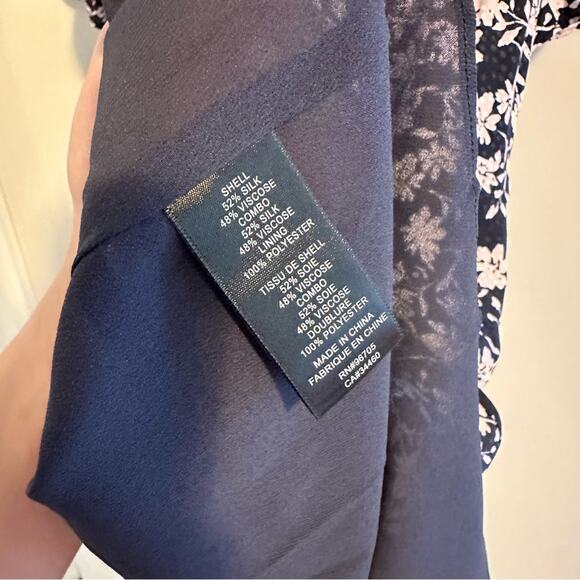 SHELL
52% SILK
48% VISCOSE
COMBO
52% SILK
48% VISCOSE
LINING
100% POLYESTER
TISSU DE SHELL
52% SOIE
48% VISCOSE
COMBO
52% SOIE
48% VISCOSE
DOUBLURE
100% POLYESTER
MADE IN CHINA
FABRIQUE EN CHINE
RN#96705
CA#34460